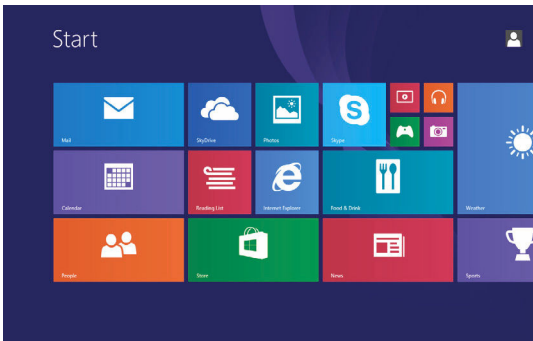 Start
Mail
SkyDrive
Photos
Skype
Calendar
Reading List
Internet Explorer
Food & Drink
Weather
People
Store
News
Sports